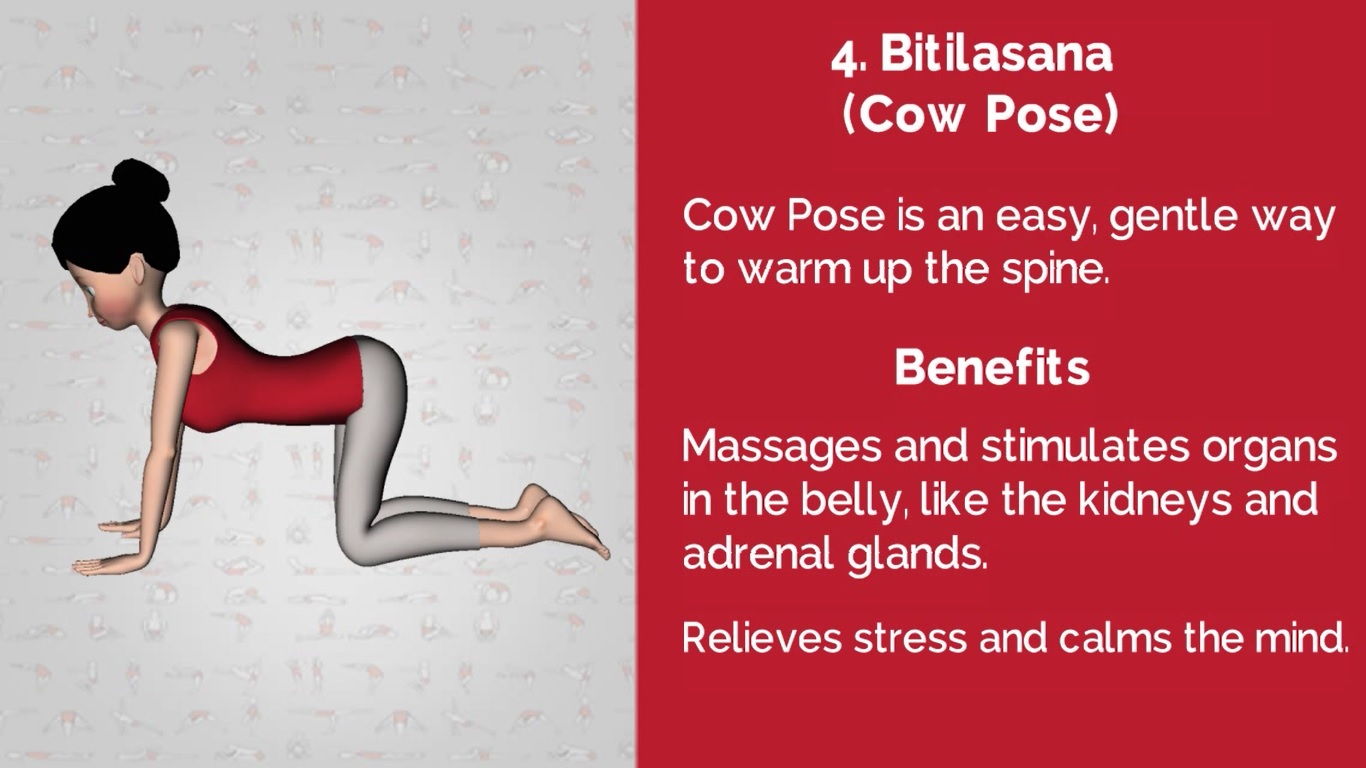 4. Bitilasana
(Cow Pose)
Cow Pose is an easy, gentle way
to warm up the spine.
Benefits
Massages and stimulates organs
in the belly, like the kidneys and
adrenal glands.
Relieves stress and calms the mind.